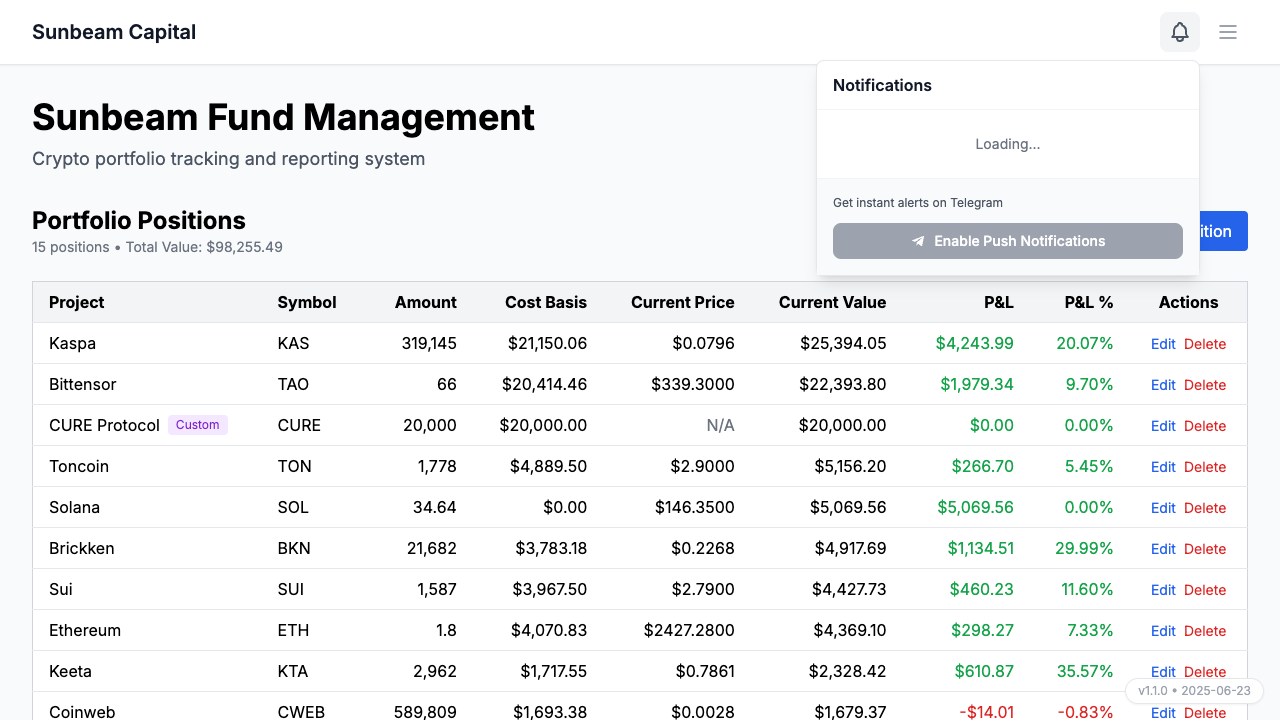 Sunbeam Capital
Notifications
Loading...
Get instant alerts on Telegram
Enable Push Notifications
Sunbeam Fund Management
Crypto portfolio tracking and reporting system
Portfolio Positions
15 positions • Total Value: $98,255.49
ition
Project Symbol Amount Cost Basis Current Price Current Value P&L P&L % Actions
Kaspa KAS 319,145 $21,150.06 $0.0796 $25,394.05 $4,243.99 20.07% Edit Delete
Bittensor TAO 66 $20,414.46 $339.3000 $22,393.80 $1,979.34 9.70% Edit Delete
CURE Protocol Custom CURE 20,000 $20,000.00 N/A $20,000.00 $0.00 0.00% Edit Delete
Toncoin TON 1,778 $4,889.50 $2.9000 $5,156.20 $266.70 5.45% Edit Delete
Solana SOL 34.64 $0.00 $146.3500 $5,069.56 $5,069.56 0.00% Edit Delete
Brickken BKN 21,682 $3,783.18 $0.2268 $4,917.69 $1,134.51 29.99% Edit Delete
Sui SUI 1,587 $3,967.50 $2.7900 $4,427.73 $460.23 11.60% Edit Delete
Ethereum ETH 1.8 $4,070.83 $2427.2800 $4,369.10 $298.27 7.33% Edit Delete
Keeta KTA 2,962 $1,717.55 $0.7861 $2,328.42 $610.87 35.57% Edit Delete
Coinweb CWEB 589,809 $1,693.38 $0.0028 $1,679.37 -$14.01 -0.83% Edit Delete
v1.1.0 • 2025-06-23